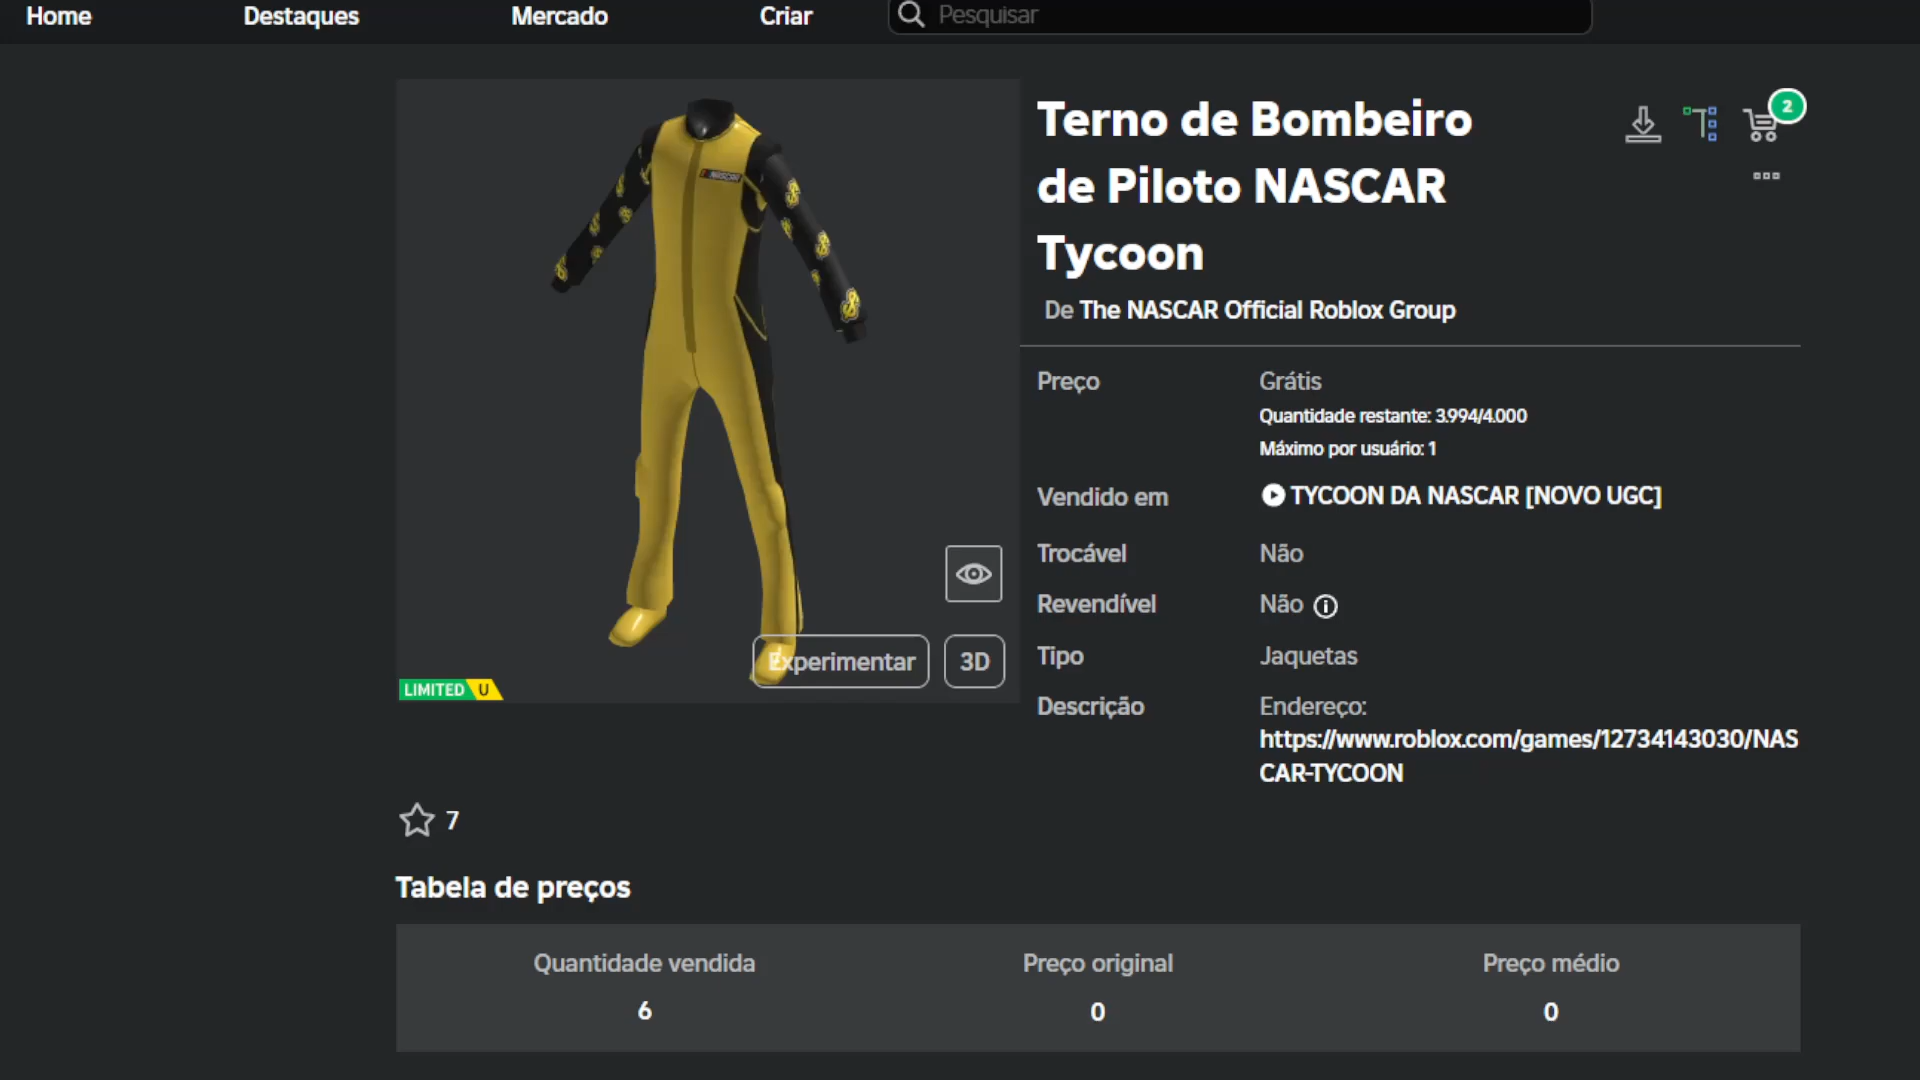 Home
Destaques
Mercado
Criar
Pesquisar
Terno de Bombeiro
de Piloto NASCAR
Tycoon
2
De The NASCAR Official Roblox Group
NASCAR
Preço
Grátis
Quantidade restante: 3.994/4.000
Máximo por usuário: 1
Vendido em
TYCOON DA NASCAR [NOVO UGC]
Trocável
Não
Revendível
Não
Tipo
Jaquetas
Descrição
Endereço:
https://www.roblox.com/games/12734143030/NAS
CAR-TYCOON
Experimentar
3D
LIMITED U
7
Tabela de preços
Quantidade vendida
Preço original
Preço médio
6
0
0